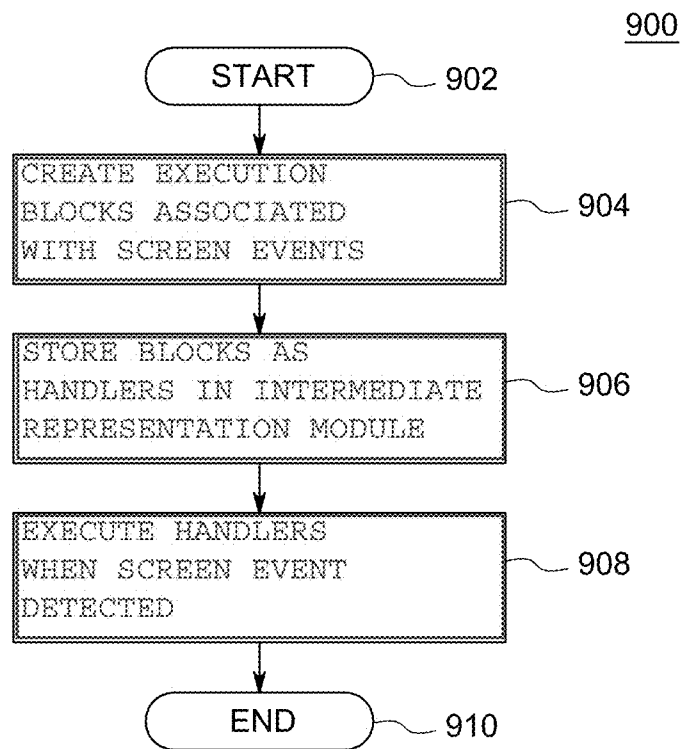 900
START
902
CREATE EXECUTION
BLOCKS ASSOCIATED
WITH SCREEN EVENTS
904
STORE BLOCKS AS
HANDLERS IN INTERMEDIATE
REPRESENTATION MODULE
906
EXECUTE HANDLERS
WHEN SCREEN EVENT
DETECTED
908
END
910